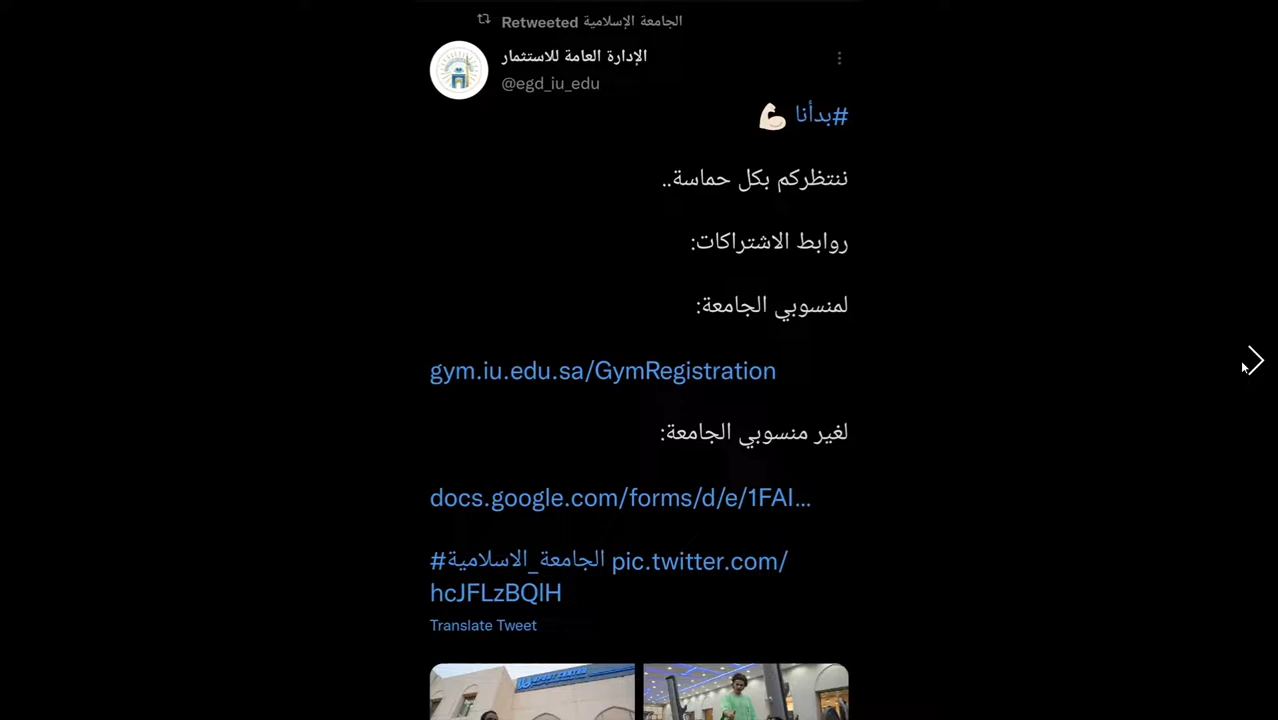 Retweeted الجامعة الإسلامية
الإدارة العامة للاستثمار
@egd_iu_edu
#بدأنا 💪🏻
ننتظركم بكل حماسة..
روابط الاشتراكات:
لمنسوبي الجامعة:
gym.iu.edu.sa/GymRegistration
لغير منسوبي الجامعة:
docs.google.com/forms/d/e/1FAI...
#الجامعة_الاسلامية pic.twitter.com/
hcJFLzBQlH
Translate Tweet